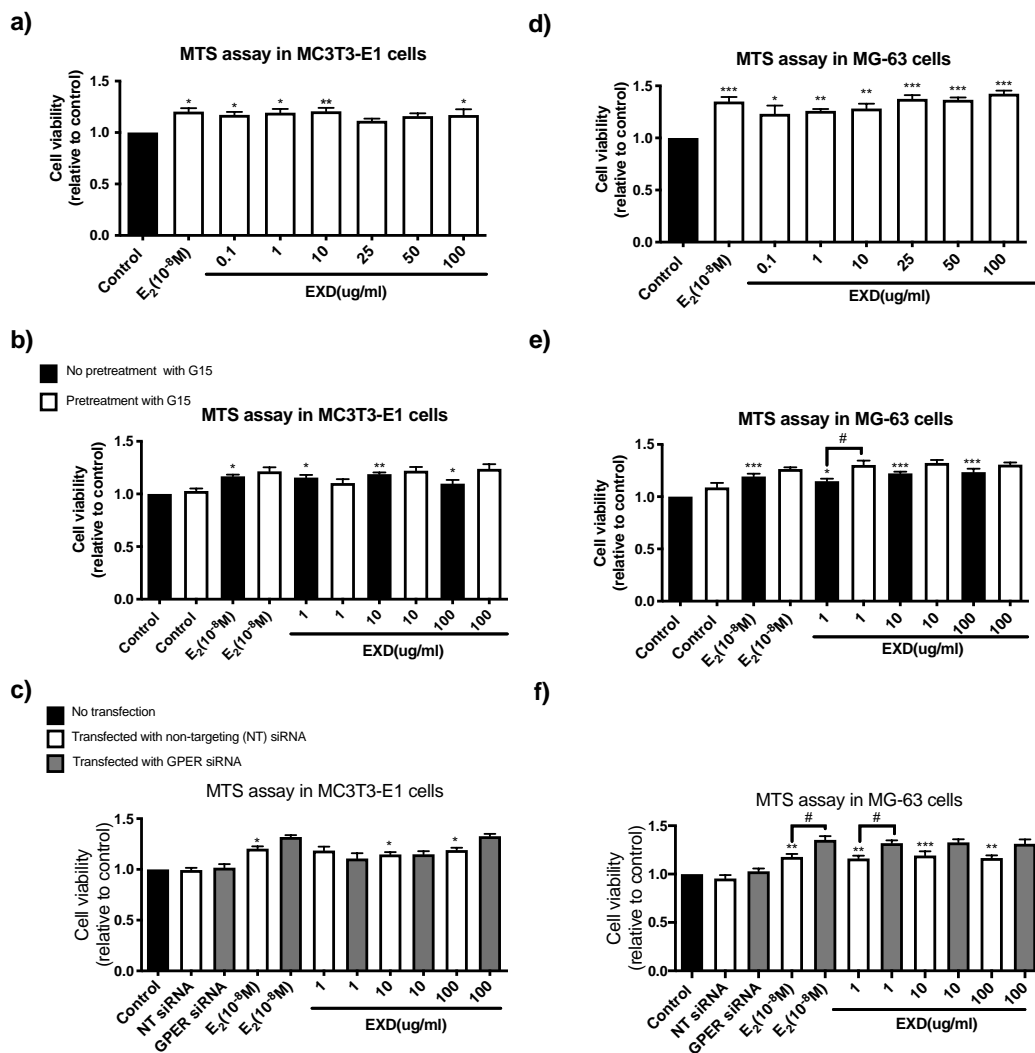 a)
MTS assay in MC3T3-E1 cells
Cell viability
(relative to control)
1.5
1.0
0.5
0.0
* * * ** *
Control
E₂(10⁻⁸M)
0.1
1
10
25
50
100
EXD(ug/ml)
d)
MTS assay in MG-63 cells
Cell viability
(relative to control)
1.5
1.0
0.5
0.0
*** * ** ** *** *** ***
Control
E₂(10⁻⁸M)
0.1
1
10
25
50
100
EXD(ug/ml)
b)
No pretreatment with G15
Pretreatment with G15
MTS assay in MC3T3-E1 cells
Cell viability
(relative to control)
1.5
1.0
0.5
0.0
* * ** *
Control
Control
E₂(10⁻⁸M)
E₂(10⁻⁸M)
1
1
10
10
100
100
EXD(ug/ml)
e)
MTS assay in MG-63 cells
Cell viability
(relative to control)
1.5
1.0
0.5
0.0
#
*** * *** ***
Control
Control
E₂(10⁻⁸M)
E₂(10⁻⁸M)
1
1
10
10
100
100
EXD(ug/ml)
c)
No transfection
Transfected with non-targeting (NT) siRNA
Transfected with GPER siRNA
MTS assay in MC3T3-E1 cells
Cell viability
(relative to control)
1.5
1.0
0.5
0.0
* * *
Control
NT siRNA
GPER siRNA
E₂(10⁻⁸M)
E₂(10⁻⁸M)
1
1
10
10
100
100
EXD(ug/ml)
f)
MTS assay in MG-63 cells
Cell viability
(relative to control)
1.5
1.0
0.5
0.0
# #
** ** *** **
Control
NT siRNA
GPER siRNA
E₂(10⁻⁸M)
E₂(10⁻⁸M)
1
1
10
10
100
100
EXD(ug/ml)